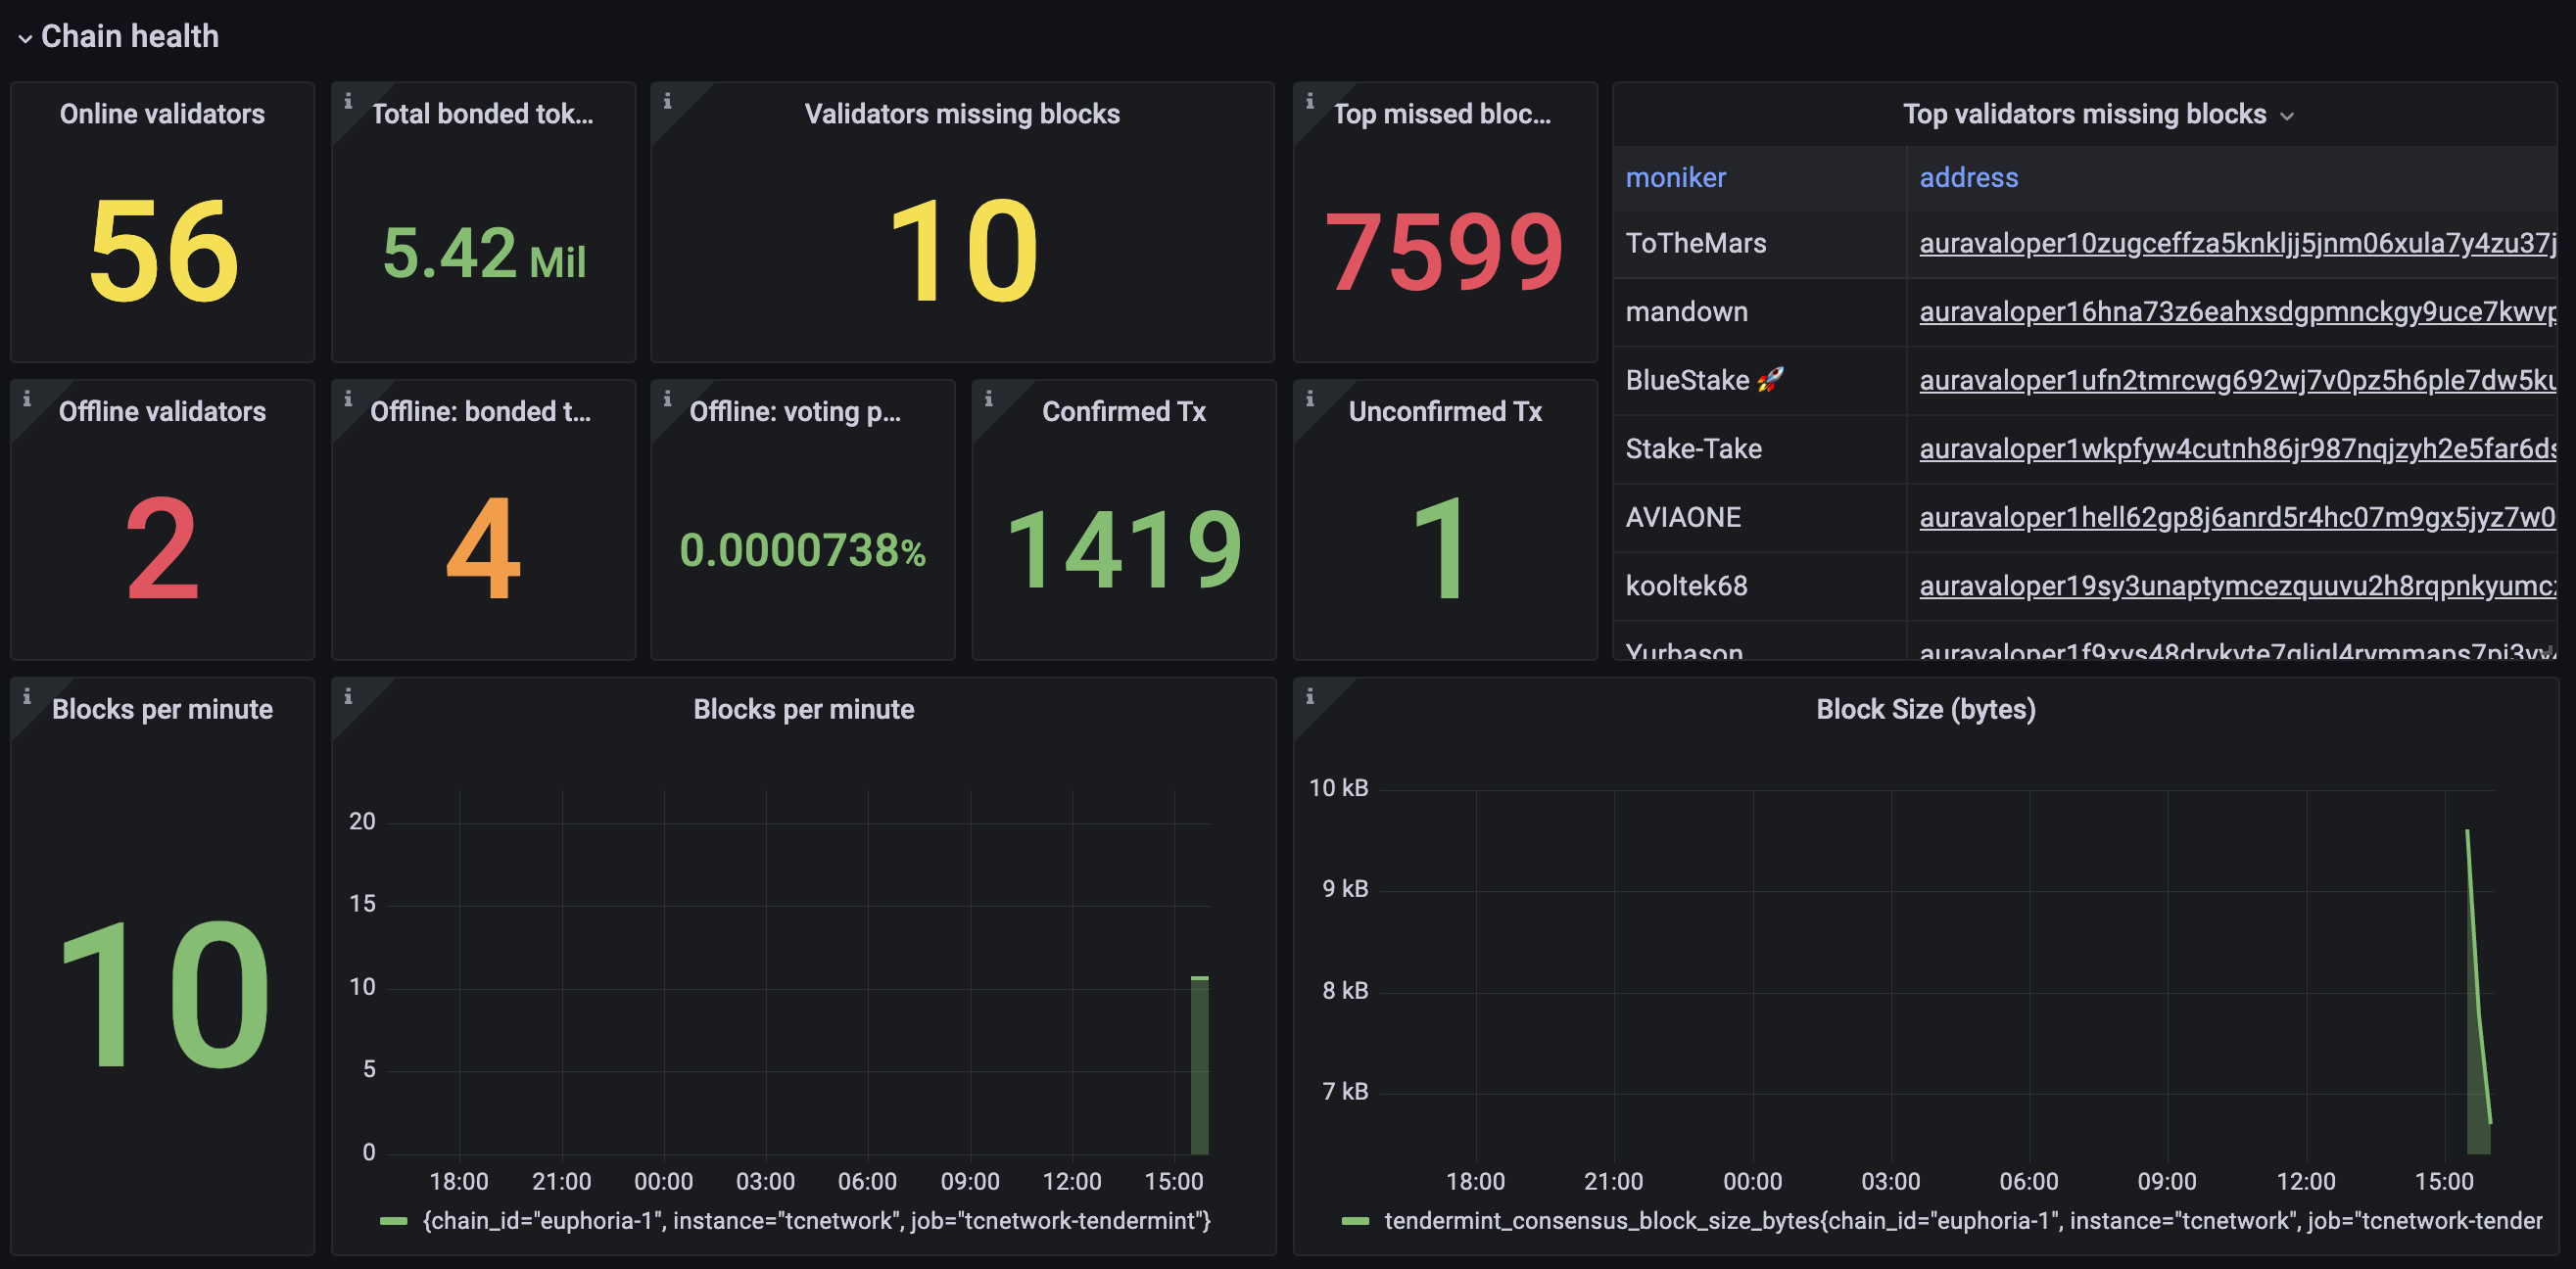 Chain health
Online validators
56
Total bonded tok...
5.42 Mil
Validators missing blocks
10
Top missed bloc...
7599
Top validators missing blocks
moniker address
ToTheMars auravaloper10zugceffza5knkljj5jnm06xula7y4zu37j
mandown auravaloper16hna73z6eahxsdgpmnckgy9uce7kwvp
BlueStake 🚀 auravaloper1ufn2tmrcwg692wj7v0pz5h6ple7dw5ku
Stake-Take auravaloper1wkpfyw4cutnh86jr987nqjzyh2e5far6ds
AVIAONE auravaloper1hell62gp8j6anrd5r4hc07m9gx5jyz7w0
kooltek68 auravaloper19sy3unaptymcezquuvu2h8rqpnkyumcz
Yurbason
Offline validators
2
Offline: bonded t...
4
Offline: voting p...
0.0000738%
Confirmed Tx
1419
Unconfirmed Tx
1
Blocks per minute
10
Blocks per minute
20
15
10
5
0
18:00 21:00 00:00 03:00 06:00 09:00 12:00 15:00
{chain_id="euphoria-1", instance="tcnetwork", job="tcnetwork-tendermint"}
Block Size (bytes)
10 kB
9 kB
8 kB
7 kB
18:00 21:00 00:00 03:00 06:00 09:00 12:00 15:00
tendermint_consensus_block_size_bytes{chain_id="euphoria-1", instance="tcnetwork", job="tcnetwork-tender